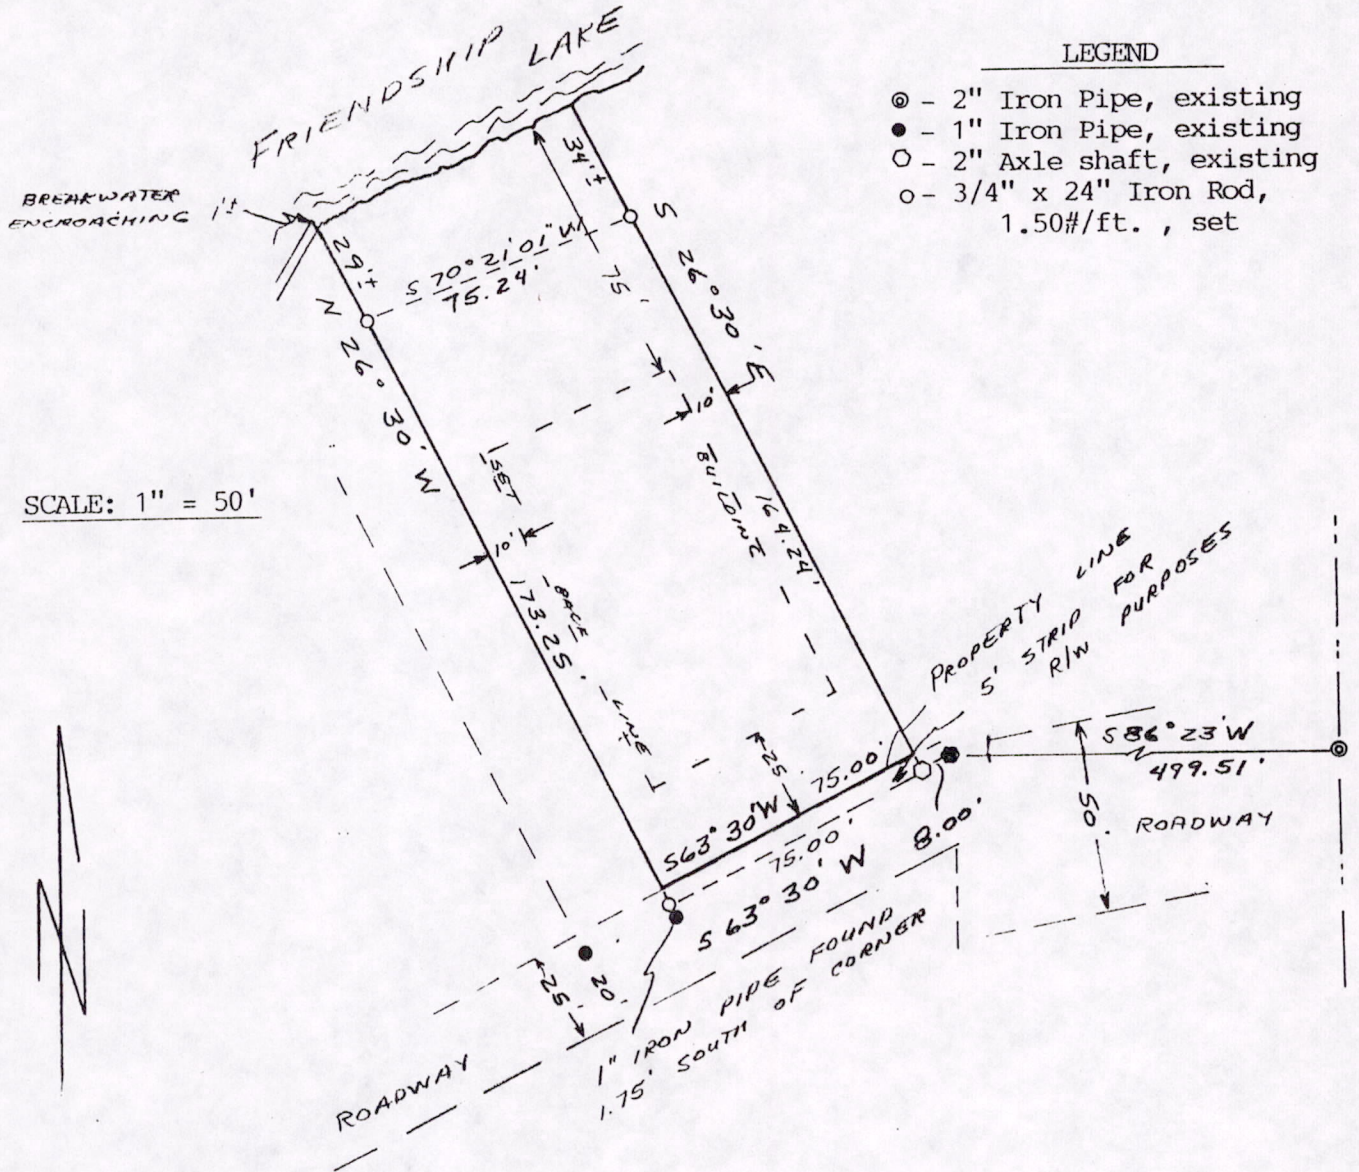 FRIENDSHIP LAKE
LEGEND
- 2" Iron Pipe, existing
- 1" Iron Pipe, existing
- 2" Axle shaft, existing
- 3/4" x 24" Iron Rod,
1.50#/ft. , set
BREAKWATER
ENCROACHING
1'±
29'±
34'±
S 70° 21' 01" W
75.24'
75'
N 26° 30' W
S 26° 30' E
10'
10'
SET
BACK
LINE
BUILDING
173.25'
164.24'
SCALE: 1" = 50'
PROPERTY LINE
5' STRIP FOR
R/W PURPOSES
S 86° 23' W
499.51'
50'
ROADWAY
25'
75.00'
S63° 30' W
75.00'
S 63° 30' W
8.00'
20'
25'
1" IRON PIPE FOUND
1.75' SOUTH OF CORNER
ROADWAY